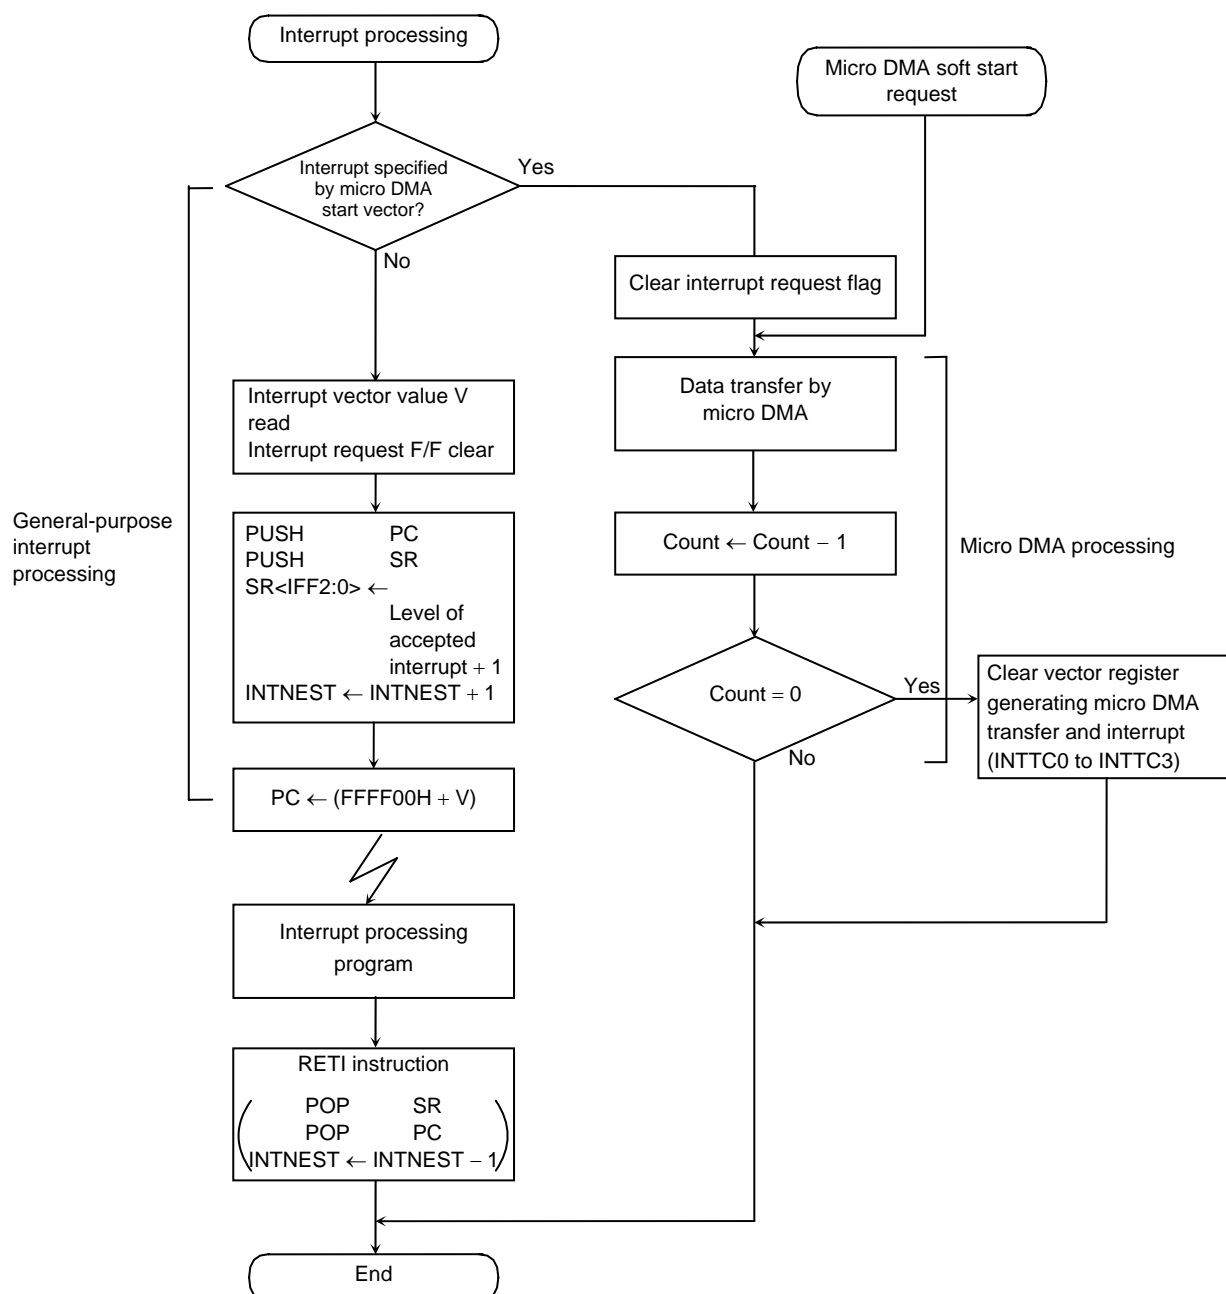 Interrupt processing
Micro DMA soft start
request
Interrupt specified
by micro DMA
start vector?
Yes
No
Clear interrupt request flag
Data transfer by
micro DMA
Interrupt vector value V
read
Interrupt request F/F clear
General-purpose
interrupt
processing
PUSH PC
PUSH SR
SR<IFF2:0> ←
Level of
accepted
interrupt + 1
INTNEST ← INTNEST + 1
Count ← Count − 1
Micro DMA processing
Count = 0
Yes
No
Clear vector register
generating micro DMA
transfer and interrupt
(INTTC0 to INTTC3)
PC ← (FFFF00H + V)
Interrupt processing
program
RETI instruction
POP SR
POP PC
INTNEST ← INTNEST − 1
End